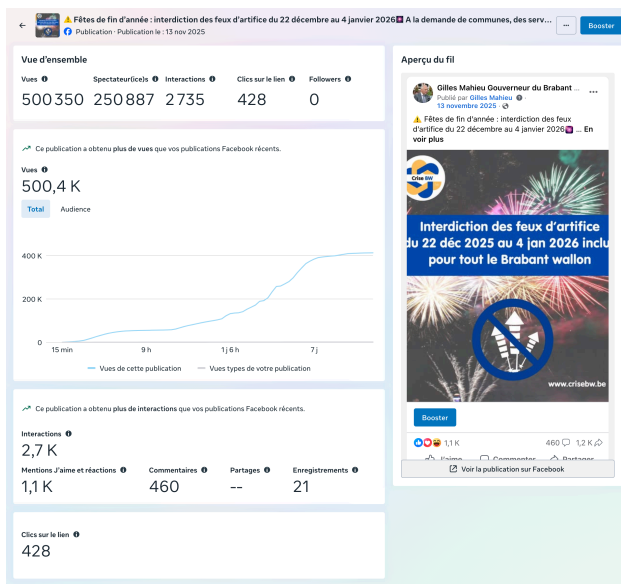 ⚠️ Fêtes de fin d'année : interdiction des feux d'artifice du 22 décembre au 4 janvier 2026🎆 A la demande de communes, des serv...
Publication · Publication le : 13 nov 2025
...
Booster
Vue d'ensemble
Vues
Spectateur(ice)s
Interactions
Clics sur le lien
Followers
500 350
250 887
2 735
428
0
Ce publication a obtenu plus de vues que vos publications Facebook récents.
Vues
500,4 K
Total
Audience
400 K
200 K
0
15 min
9 h
1 j 6 h
7 j
Vues de cette publication
Vues types de votre publication
Ce publication a obtenu plus de interactions que vos publications Facebook récents.
Interactions
2,7 K
Mentions J'aime et réactions
Commentaires
Partages
Enregistrements
1,1 K
460
--
21
Clics sur le lien
428
Aperçu du fil
Gilles Mahieu Gouverneur du Brabant ...
Publié par Gilles Mahieu
13 novembre 2025 ·
⚠️ Fêtes de fin d'année : interdiction des feux
d'artifice du 22 décembre au 4 janvier 2026🎆 ... En
voir plus
Crise BW
Interdiction des feux d'artifice
du 22 déc 2025 au 4 jan 2026 inclu
pour tout le Brabant wallon
www.crisebw.be
Booster
1,1 K
460
1,2 K
J'aime
Commenter
Partager
Voir la publication sur Facebook